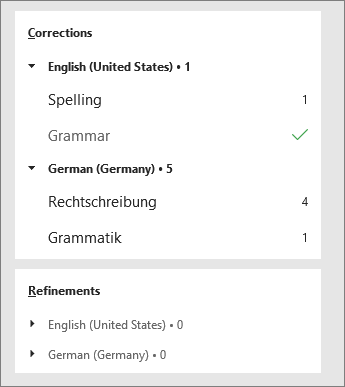 Corrections
English (United States) • 1
Spelling 1
Grammar
German (Germany) • 5
Rechtschreibung 4
Grammatik 1
Refinements
English (United States) • 0
German (Germany) • 0